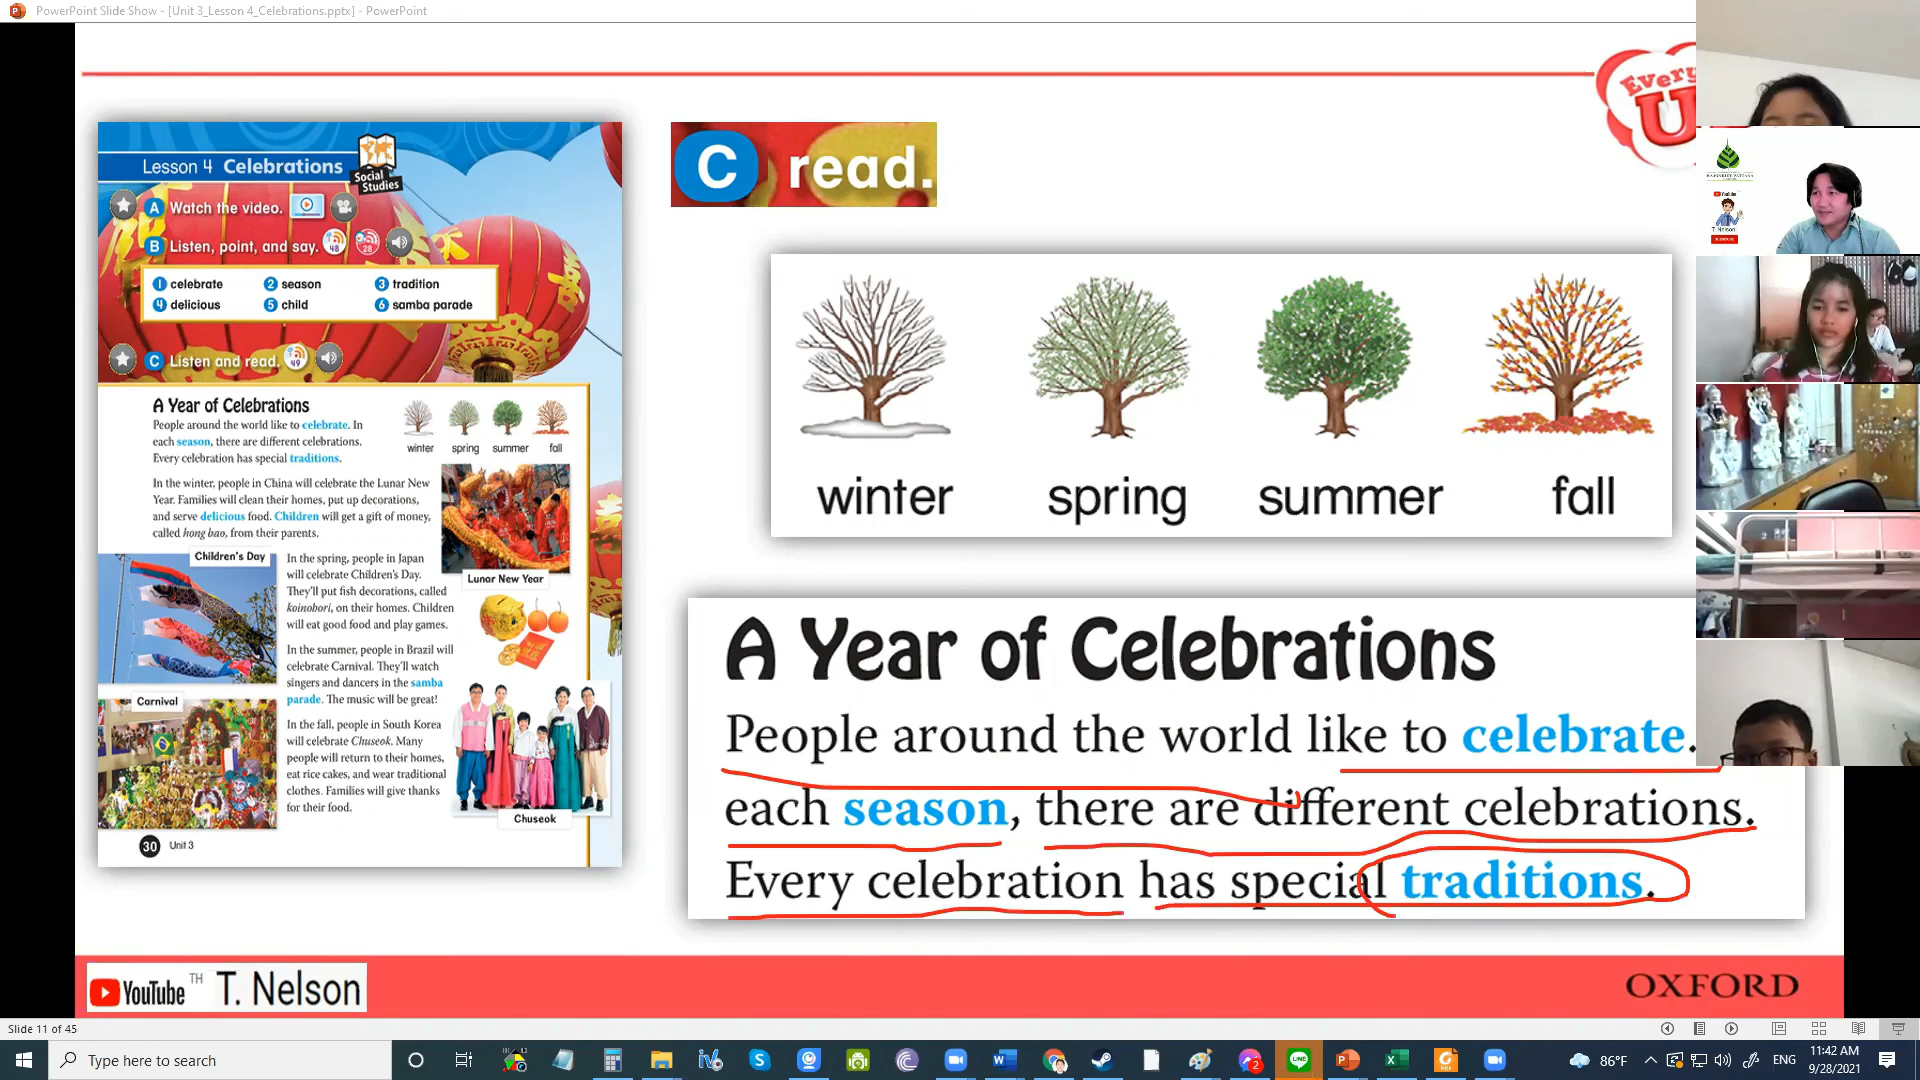 PowerPoint Slide Show - [Unit 3_Lesson 4_Celebrations.pptx] - PowerPoint
Every
U
Lesson 4 Celebrations
Social
Studies
A Watch the video.
B Listen, point, and say. 48 28
1 celebrate 2 season 3 tradition
4 delicious 5 child 6 samba parade
C Listen and read. 49
A Year of Celebrations
People around the world like to celebrate. In
each season, there are different celebrations.
Every celebration has special traditions.
winter spring summer fall
In the winter, people in China will celebrate the Lunar New
Year. Families will clean their homes, put up decorations,
and serve delicious food. Children will get a gift of money,
called hong bao, from their parents.
Lunar New Year
Children's Day
In the spring, people in Japan
will celebrate Children's Day.
They'll put fish decorations, called
koinobori, on their homes. Children
will eat good food and play games.
In the summer, people in Brazil will
celebrate Carnival. They'll watch
singers and dancers in the samba
parade. The music will be great!
Carnival
In the fall, people in South Korea
will celebrate Chuseok. Many
people will return to their homes,
eat rice cakes, and wear traditional
clothes. Families will give thanks
for their food.
Chuseok
30 Unit 3
C read.
winter spring summer fall
A Year of Celebrations
People around the world like to celebrate.
each season, there are different celebrations.
Every celebration has special traditions.
YouTube TH T. Nelson
OXFORD
YouTube
T. Nelson
SUBSCRIBE
Slide 11 of 45
Type here to search
2
LINE
86°F
ENG
11:42 AM
9/28/2021